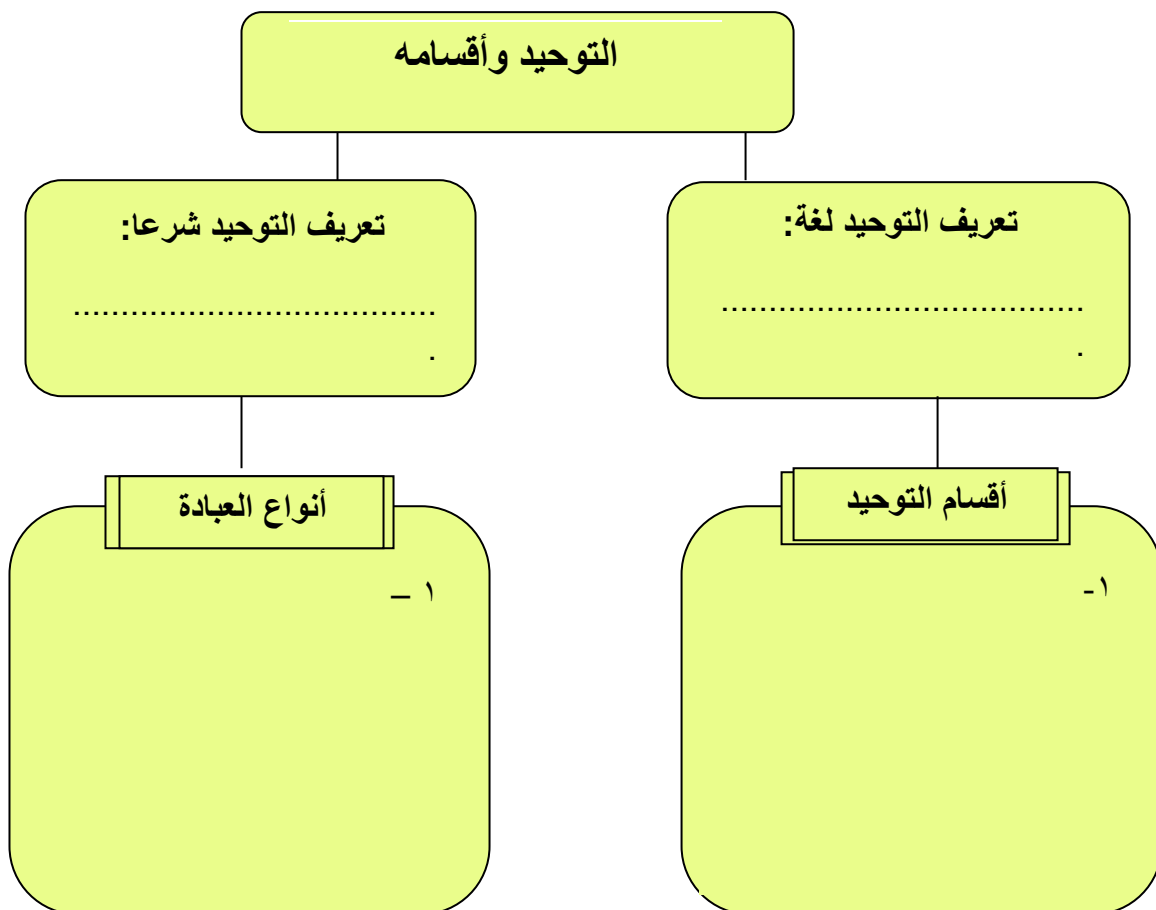 التوحيد وأقسامه
تعريف التوحيد لغة:
......................................
.
تعريف التوحيد شرعا:
......................................
.
أقسام التوحيد
١-
أنواع العبادة
١ –